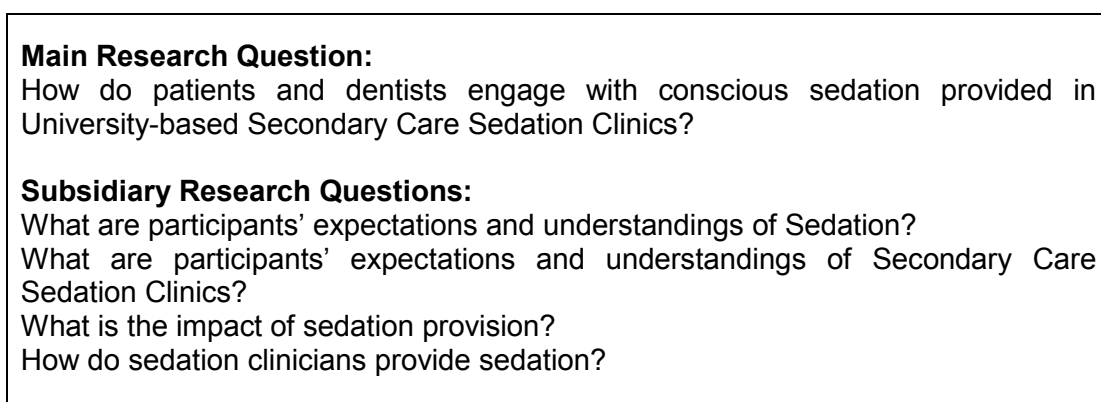 Main Research Question:
How do patients and dentists engage with conscious sedation provided in
University-based Secondary Care Sedation Clinics?
Subsidiary Research Questions:
What are participants’ expectations and understandings of Sedation?
What are participants’ expectations and understandings of Secondary Care
Sedation Clinics?
What is the impact of sedation provision?
How do sedation clinicians provide sedation?